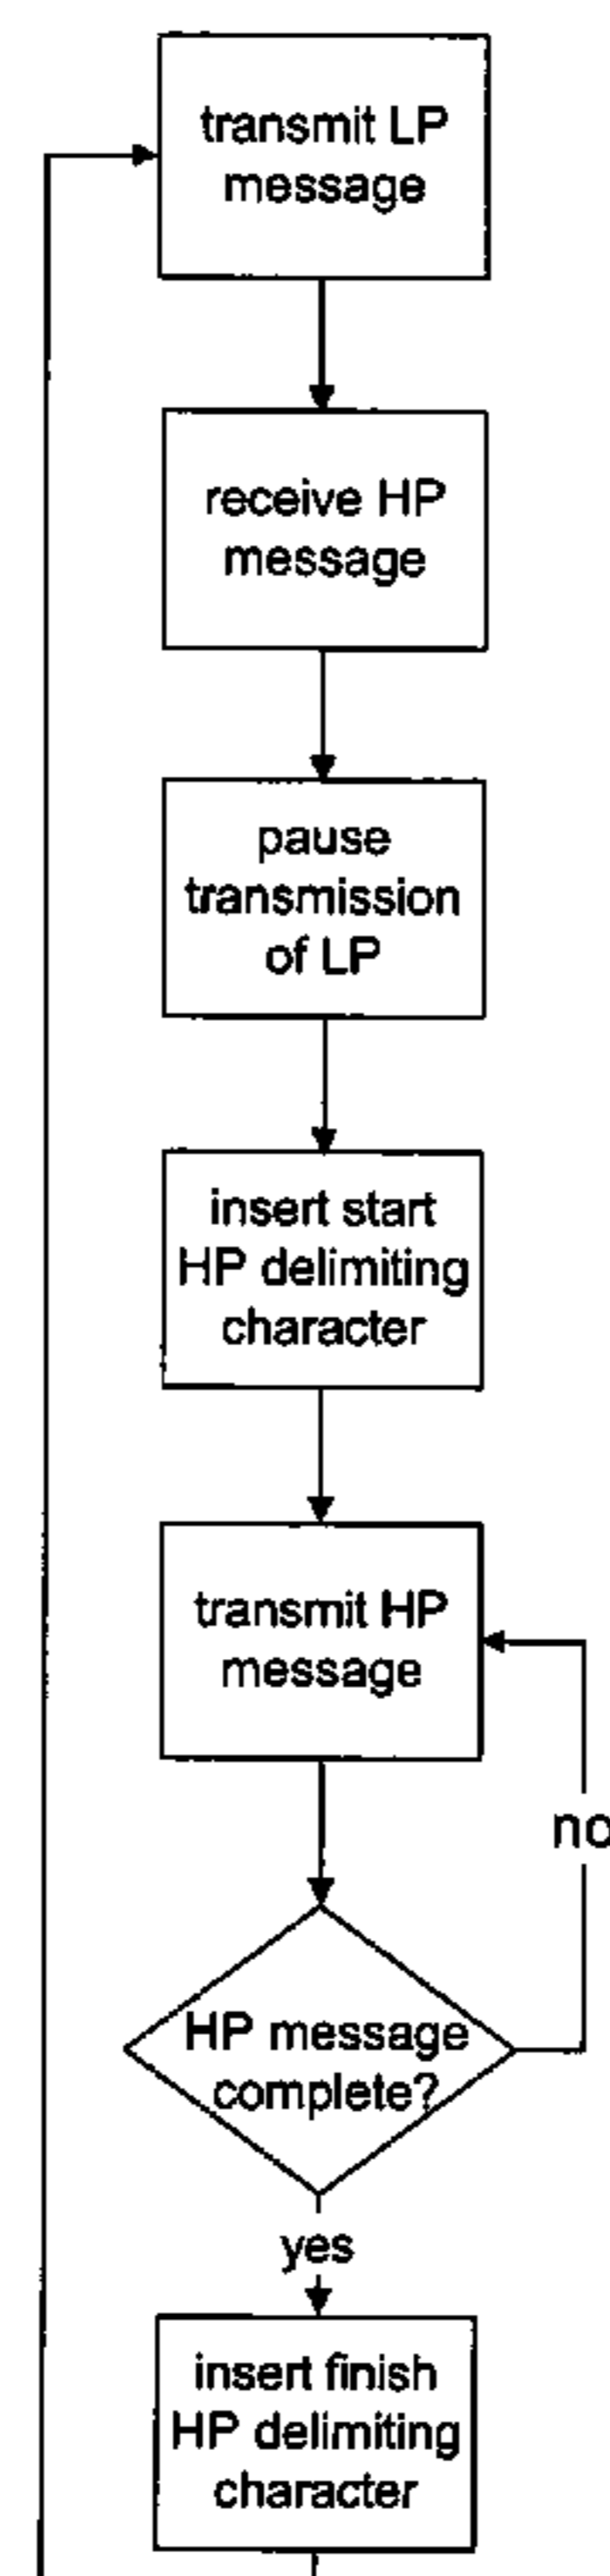 transmit LP
message
receive HP
message
pause
transmission
of LP
insert start
HP delimiting
character
transmit HP
message
no
HP message
complete?
yes
insert finish
HP delimiting
character